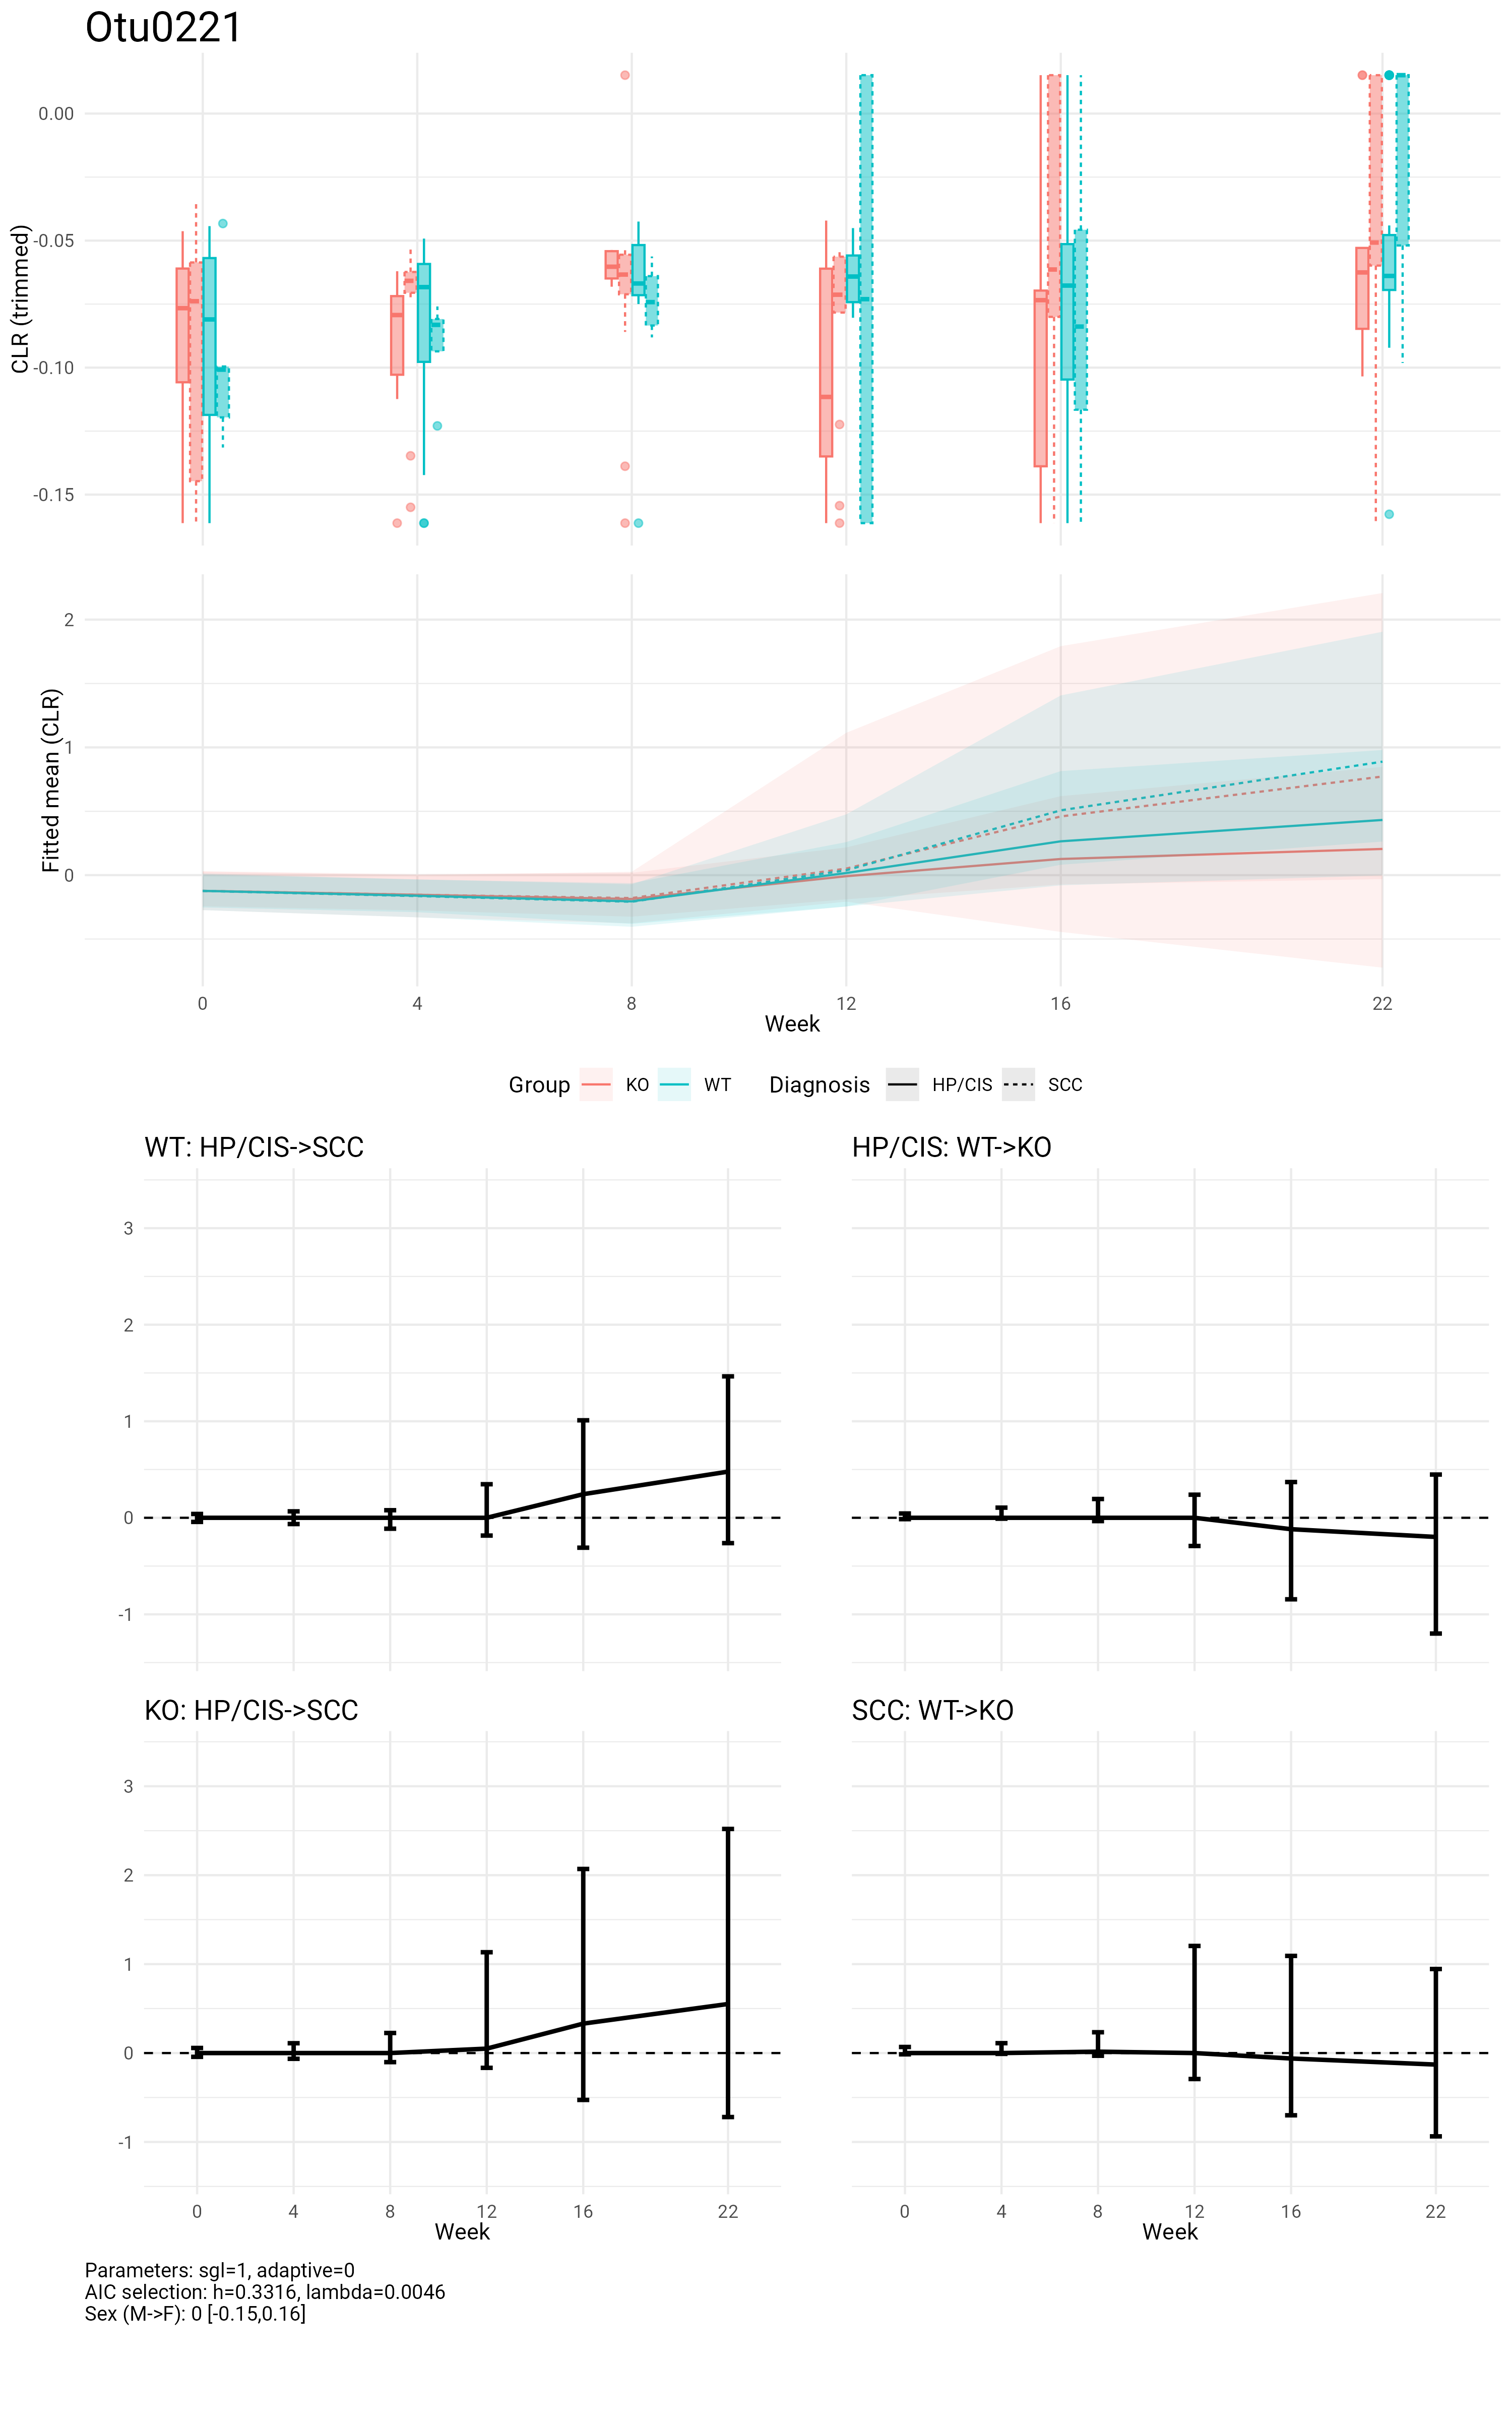 Otu0221
CLR (trimmed)
0.00
-0.05
-0.10
-0.15
Fitted mean (CLR)
2
1
0
0 4 8 12 16 22
Week
Group KO WT Diagnosis HP/CIS SCC
WT: HP/CIS->SCC
3
2
1
0
-1
HP/CIS: WT->KO
KO: HP/CIS->SCC
3
2
1
0
-1
0 4 8 12 16 22
Week
SCC: WT->KO
0 4 8 12 16 22
Week
Parameters: sgl=1, adaptive=0
AIC selection: h=0.3316, lambda=0.0046
Sex (M->F): 0 [-0.15,0.16]